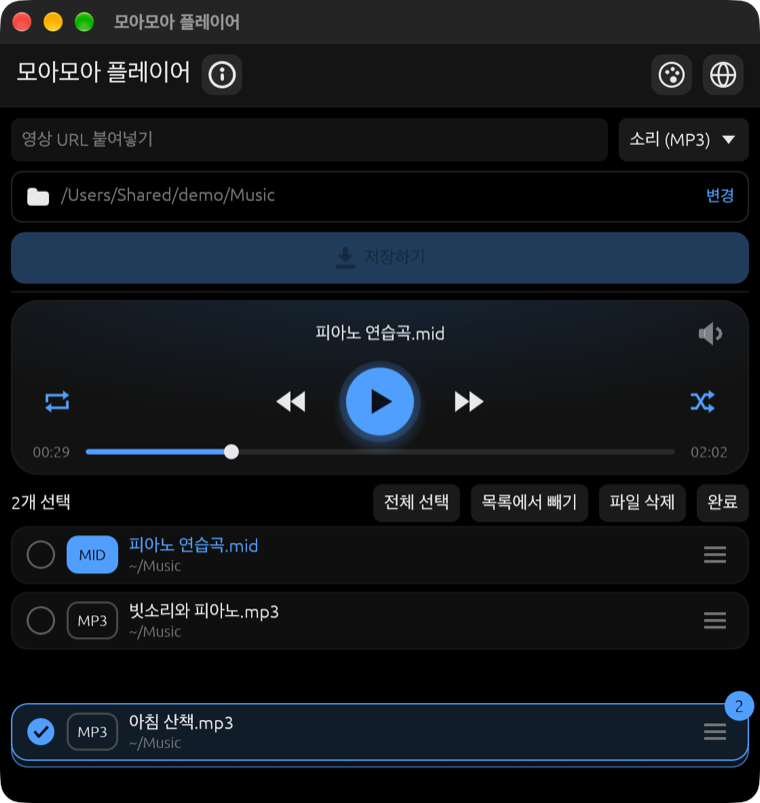 모아모아 플레이어
모아모아 플레이어
영상 URL 붙여넣기
소리 (MP3)
/Users/Shared/demo/Music
변경
저장하기
피아노 연습곡.mid
00:29
02:02
2개 선택
전체 선택
목록에서 빼기
파일 삭제
완료
MID
피아노 연습곡.mid
~/Music
MP3
빗소리와 피아노.mp3
~/Music
2
MP3
아침 산책.mp3
~/Music